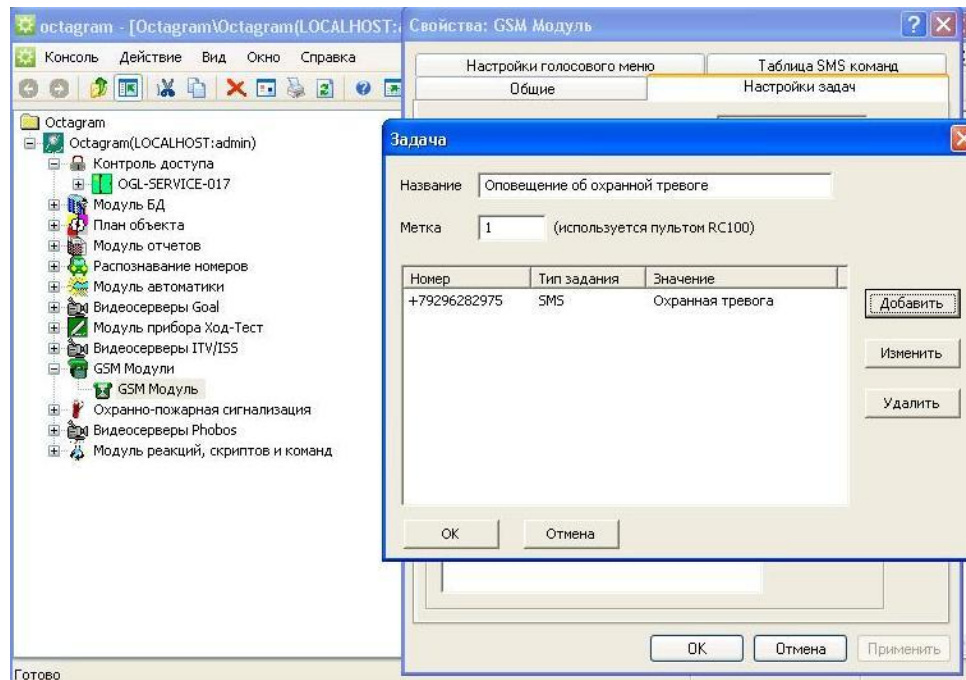 octagram - [Octagram\Octagram(LOCALHOST:
Консоль Действие Вид Окно Справка
Octagram
Octagram(LOCALHOST:admin)
Контроль доступа
OGL-SERVICE-017
Модуль БД
План объекта
Модуль отчетов
Распознавание номеров
Модуль автоматики
Видеосерверы Goal
Модуль прибора Ход-Тест
Видеосерверы ITV/ISS
GSM Модули
GSM Модуль
Охранно-пожарная сигнализация
Видеосерверы Phobos
Модуль реакций, скриптов и команд
Готово
Свойства: GSM Модуль
Настройки голосового меню Таблица SMS команд
Общие Настройки задач
Задача
Название Оповещение об охранной тревоге
Метка 1 (используется пультом RC100)
Номер Тип задания Значение
+79296282975 SMS Охранная тревога
Добавить
Изменить
Удалить
ОК Отмена
ОК Отмена Применить